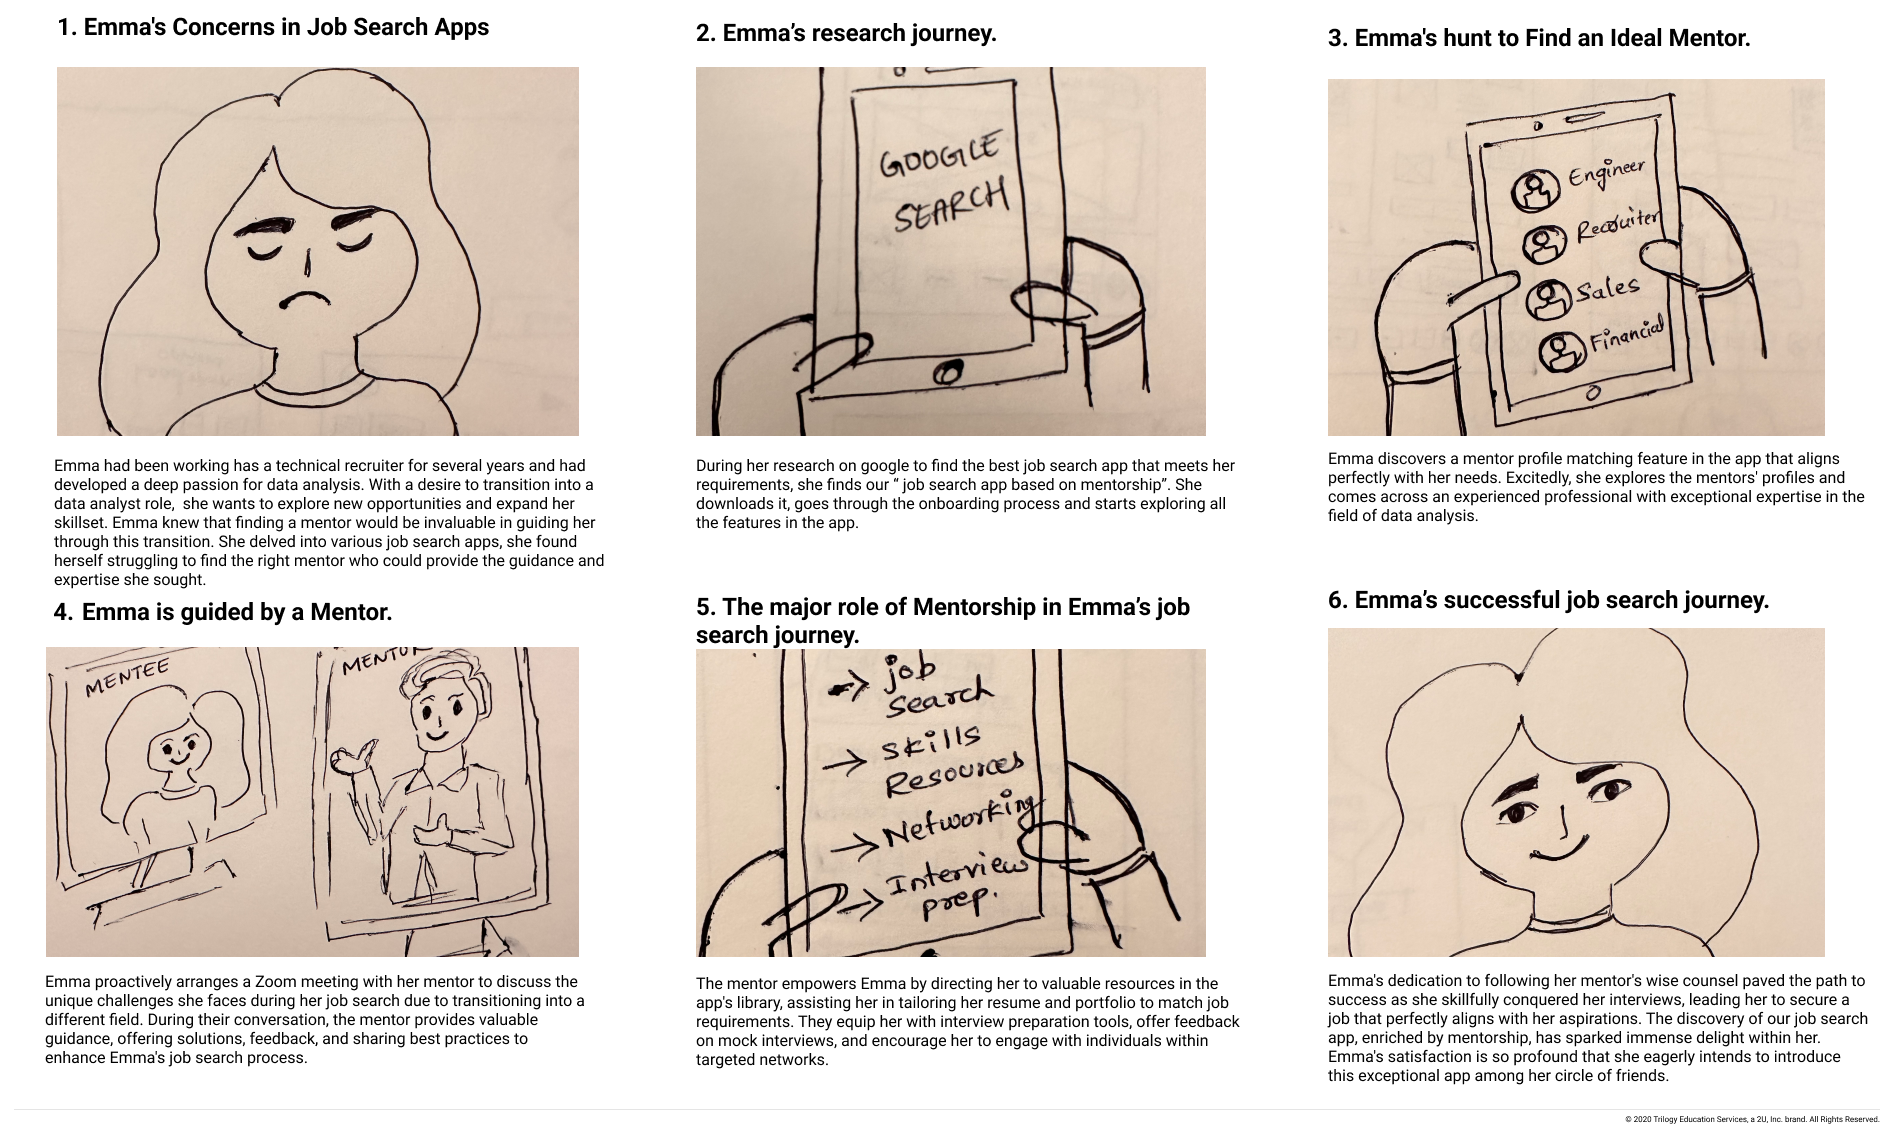 1. Emma's Concerns in Job Search Apps
Emma had been working has a technical recruiter for several years and had
developed a deep passion for data analysis. With a desire to transition into a
data analyst role,  she wants to explore new opportunities and expand her
skillset. Emma knew that finding a mentor would be invaluable in guiding her
through this transition. She delved into various job search apps, she found
herself struggling to find the right mentor who could provide the guidance and
expertise she sought.
2. Emma’s research journey.
GOOGLE
SEARCH
During her research on google to find the best job search app that meets her
requirements, she finds our “ job search app based on mentorship”. She
downloads it, goes through the onboarding process and starts exploring all
the features in the app.
3. Emma's hunt to Find an Ideal Mentor.
Engineer
Recruiter
Sales
Financial
Emma discovers a mentor profile matching feature in the app that aligns
perfectly with her needs. Excitedly, she explores the mentors' profiles and
comes across an experienced professional with exceptional expertise in the
field of data analysis.
4. Emma is guided by a Mentor.
MENTEE
MENTOR
Emma proactively arranges a Zoom meeting with her mentor to discuss the
unique challenges she faces during her job search due to transitioning into a
different field. During their conversation, the mentor provides valuable
guidance, offering solutions, feedback, and sharing best practices to
enhance Emma's job search process.
5. The major role of Mentorship in Emma’s job
search journey.
→ job
search
→ skills
Resources
→ Networking
→ Interview
prep.
The mentor empowers Emma by directing her to valuable resources in the
app's library, assisting her in tailoring her resume and portfolio to match job
requirements. They equip her with interview preparation tools, offer feedback
on mock interviews, and encourage her to engage with individuals within
targeted networks.
6. Emma’s successful job search journey.
Emma's dedication to following her mentor's wise counsel paved the path to
success as she skillfully conquered her interviews, leading her to secure a
job that perfectly aligns with her aspirations. The discovery of our job search
app, enriched by mentorship, has sparked immense delight within her.
Emma's satisfaction is so profound that she eagerly intends to introduce
this exceptional app among her circle of friends.
© 2020 Trilogy Education Services, a 2U, Inc. brand. All Rights Reserved.